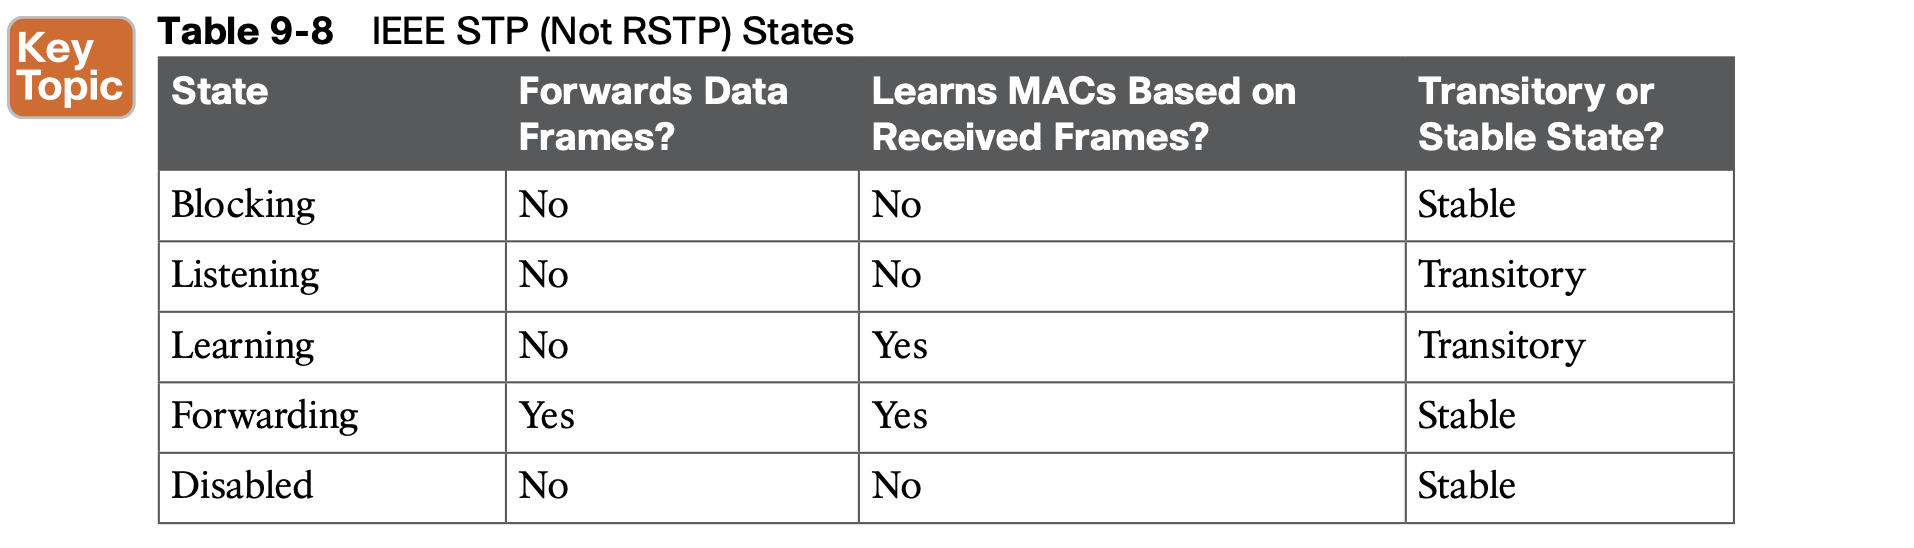 Key
Topic
Table 9-8 IEEE STP (Not RSTP) States
State Forwards Data Frames? Learns MACs Based on Received Frames? Transitory or Stable State?
Blocking No No Stable
Listening No No Transitory
Learning No Yes Transitory
Forwarding Yes Yes Stable
Disabled No No Stable